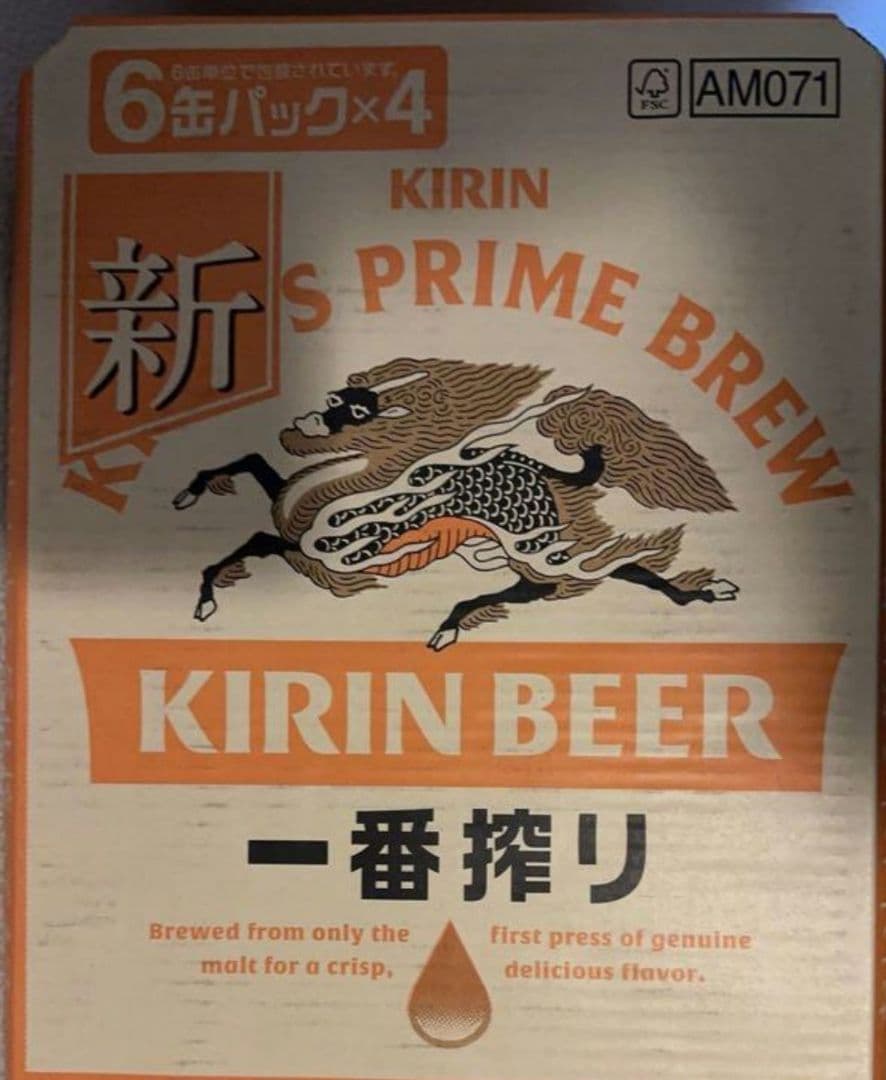 6缶単位で包装されています。
6缶パック×4
FSC
AM071
KIRIN
新
S PRIME BREW
KIRIN BEER
一番搾り
Brewed from only the first press of genuine
malt for a crisp, delicious flavor.